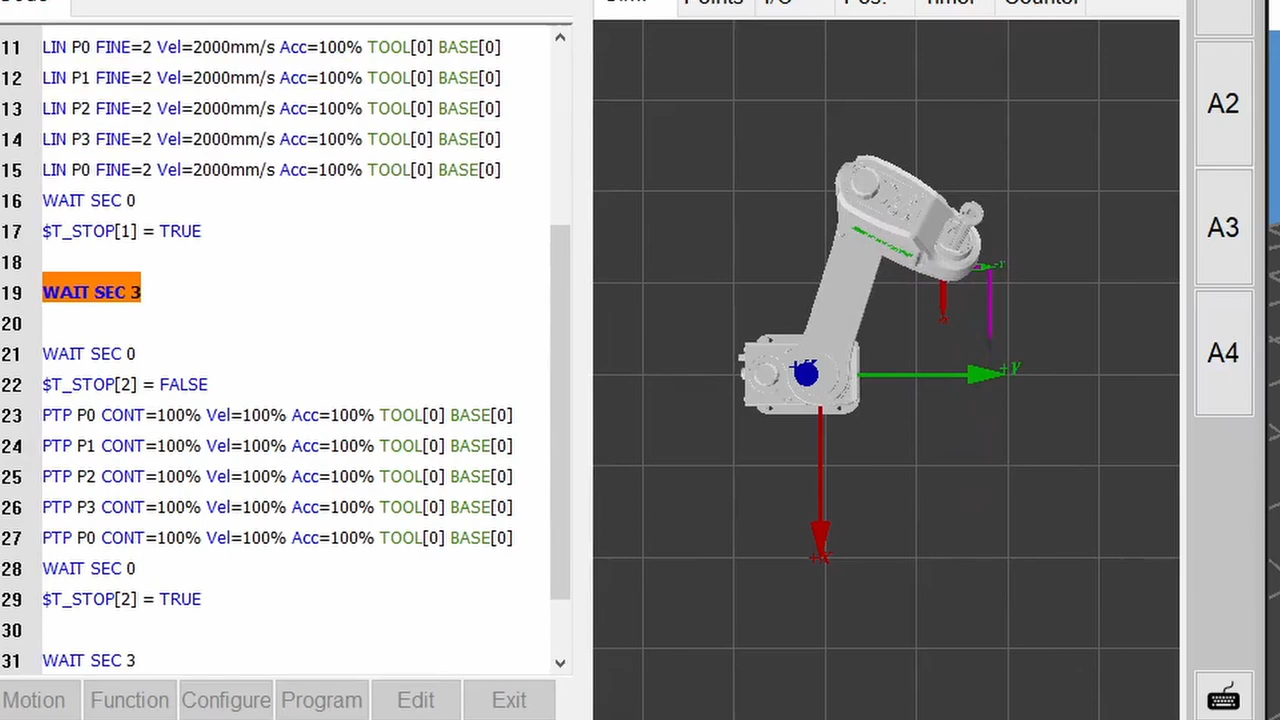 Points
Timer
Counter
11 LIN P0 FINE=2 Vel=2000mm/s Acc=100% TOOL[0] BASE[0]
12 LIN P1 FINE=2 Vel=2000mm/s Acc=100% TOOL[0] BASE[0]
13 LIN P2 FINE=2 Vel=2000mm/s Acc=100% TOOL[0] BASE[0]
14 LIN P3 FINE=2 Vel=2000mm/s Acc=100% TOOL[0] BASE[0]
15 LIN P0 FINE=2 Vel=2000mm/s Acc=100% TOOL[0] BASE[0]
16 WAIT SEC 0
17 $T_STOP[1] = TRUE
18
19 WAIT SEC 3
20
21 WAIT SEC 0
22 $T_STOP[2] = FALSE
23 PTP P0 CONT=100% Vel=100% Acc=100% TOOL[0] BASE[0]
24 PTP P1 CONT=100% Vel=100% Acc=100% TOOL[0] BASE[0]
25 PTP P2 CONT=100% Vel=100% Acc=100% TOOL[0] BASE[0]
26 PTP P3 CONT=100% Vel=100% Acc=100% TOOL[0] BASE[0]
27 PTP P0 CONT=100% Vel=100% Acc=100% TOOL[0] BASE[0]
28 WAIT SEC 0
29 $T_STOP[2] = TRUE
30
31 WAIT SEC 3
Motion Function Configure Program Edit Exit
+Y
+X
A2
A3
A4